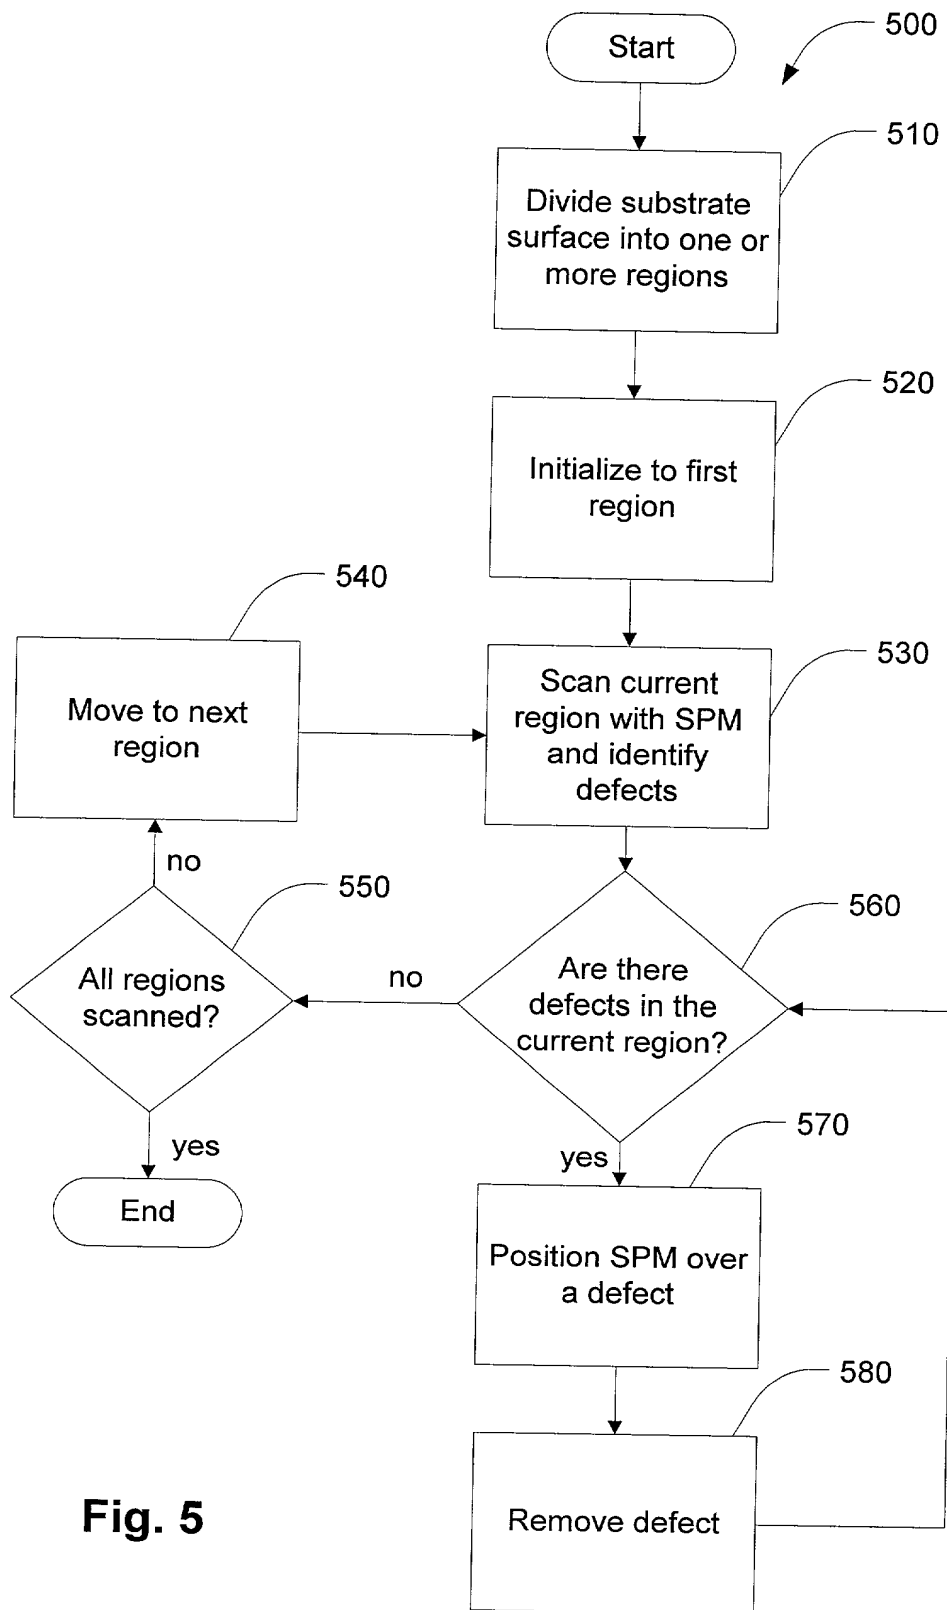 Start
500
510
Divide substrate
surface into one or
more regions
520
Initialize to first
region
540
Move to next
region
530
Scan current
region with SPM
and identify
defects
no
550
All regions
scanned?
no
560
Are there
defects in the
current region?
yes
End
yes
570
Position SPM over
a defect
580
Remove defect
Fig. 5